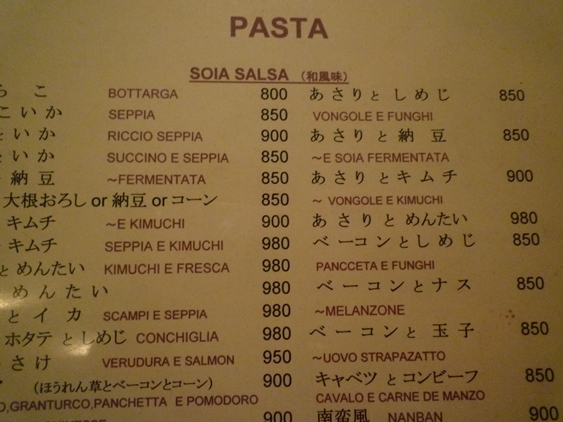 PASTA
SOIA SALSA (和風味)
らこ BOTTARGA 800
こいか SEPPIA 850
といか RICCIO SEPPIA 900
といか SUCCINO E SEPPIA 850
納豆 ～FERMENTATA 850
大根おろし or 納豆 or コーン 850
キムチ ～E KIMUCHI 900
キムチ SEPPIA E KIMUCHI 980
とめんたい KIMUCHI E FRESCA 980
めんたい 980
とイカ SCAMPI E SEPPIA 980
ホタテとしめじ CONCHIGLIA 980
さけ VERUDURA E SALMON 950
(ほうれん草とベーコンとコーン) 900
O,GRANTURCO,PANCHETTA E POMODORO
900
あさりとしめじ 850
VONGOLE E FUNGHI
あさりと納豆 850
～E SOIA FERMENTATA
あさりとキムチ 900
～ VONGOLE E KIMUCHI
あさりとめんたい 980
ベーコンとしめじ 850
PANCCETA E FUNGHI
ベーコンとナス 850
～MELANZONE
ベーコンと玉子 850
～UOVO STRAPAZATTO
キャベツとコンビーフ 850
CAVALO E CARNE DE MANZO
南蛮風 NANBAN 900